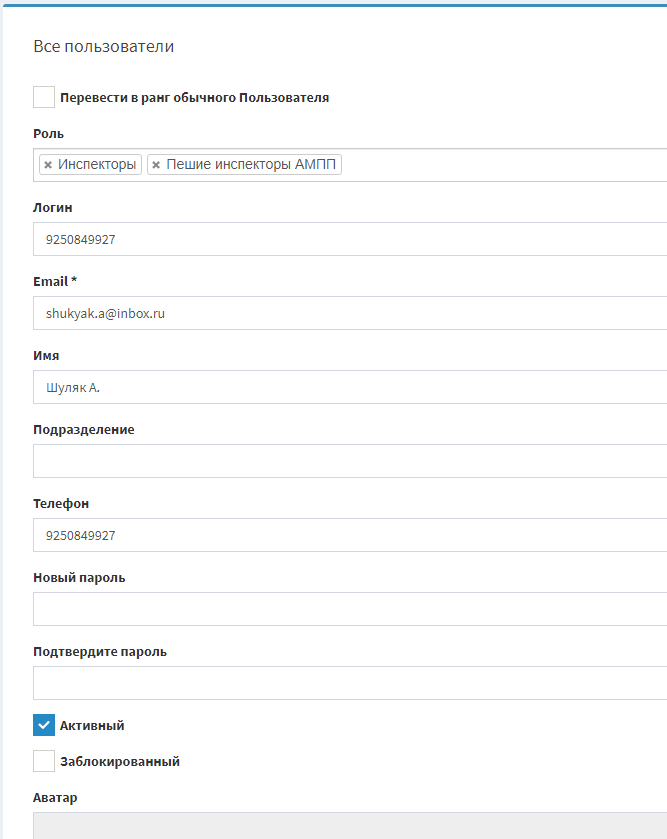 Все пользователи
Перевести в ранг обычного Пользователя
Роль
× Инспекторы × Пешие инспекторы АМПП
Логин
9250849927
Email *
shukyak.a@inbox.ru
Имя
Шуляк А.
Подразделение
Телефон
9250849927
Новый пароль
Подтвердите пароль
Активный
Заблокированный
Аватар